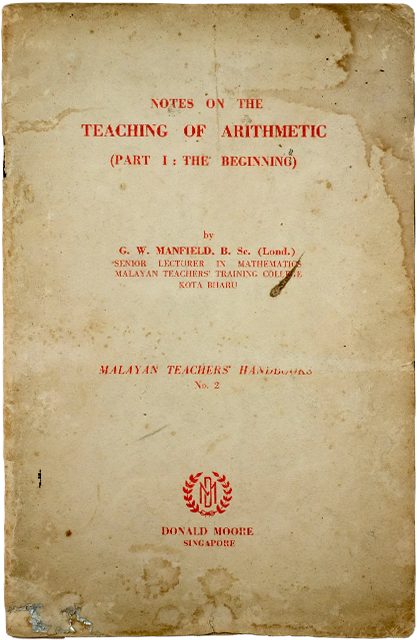 NOTES ON THE
TEACHING OF ARITHMETIC
(PART I : THE BEGINNING)
by
G. W. MANFIELD, B. Sc. (Lond.)
SENIOR LECTURER IN MATHEMATICS
MALAYAN TEACHERS' TRAINING COLLEGE
KOTA BHARU
MALAYAN TEACHERS' HANDBOOKS
No. 2
DM
DONALD MOORE
SINGAPORE